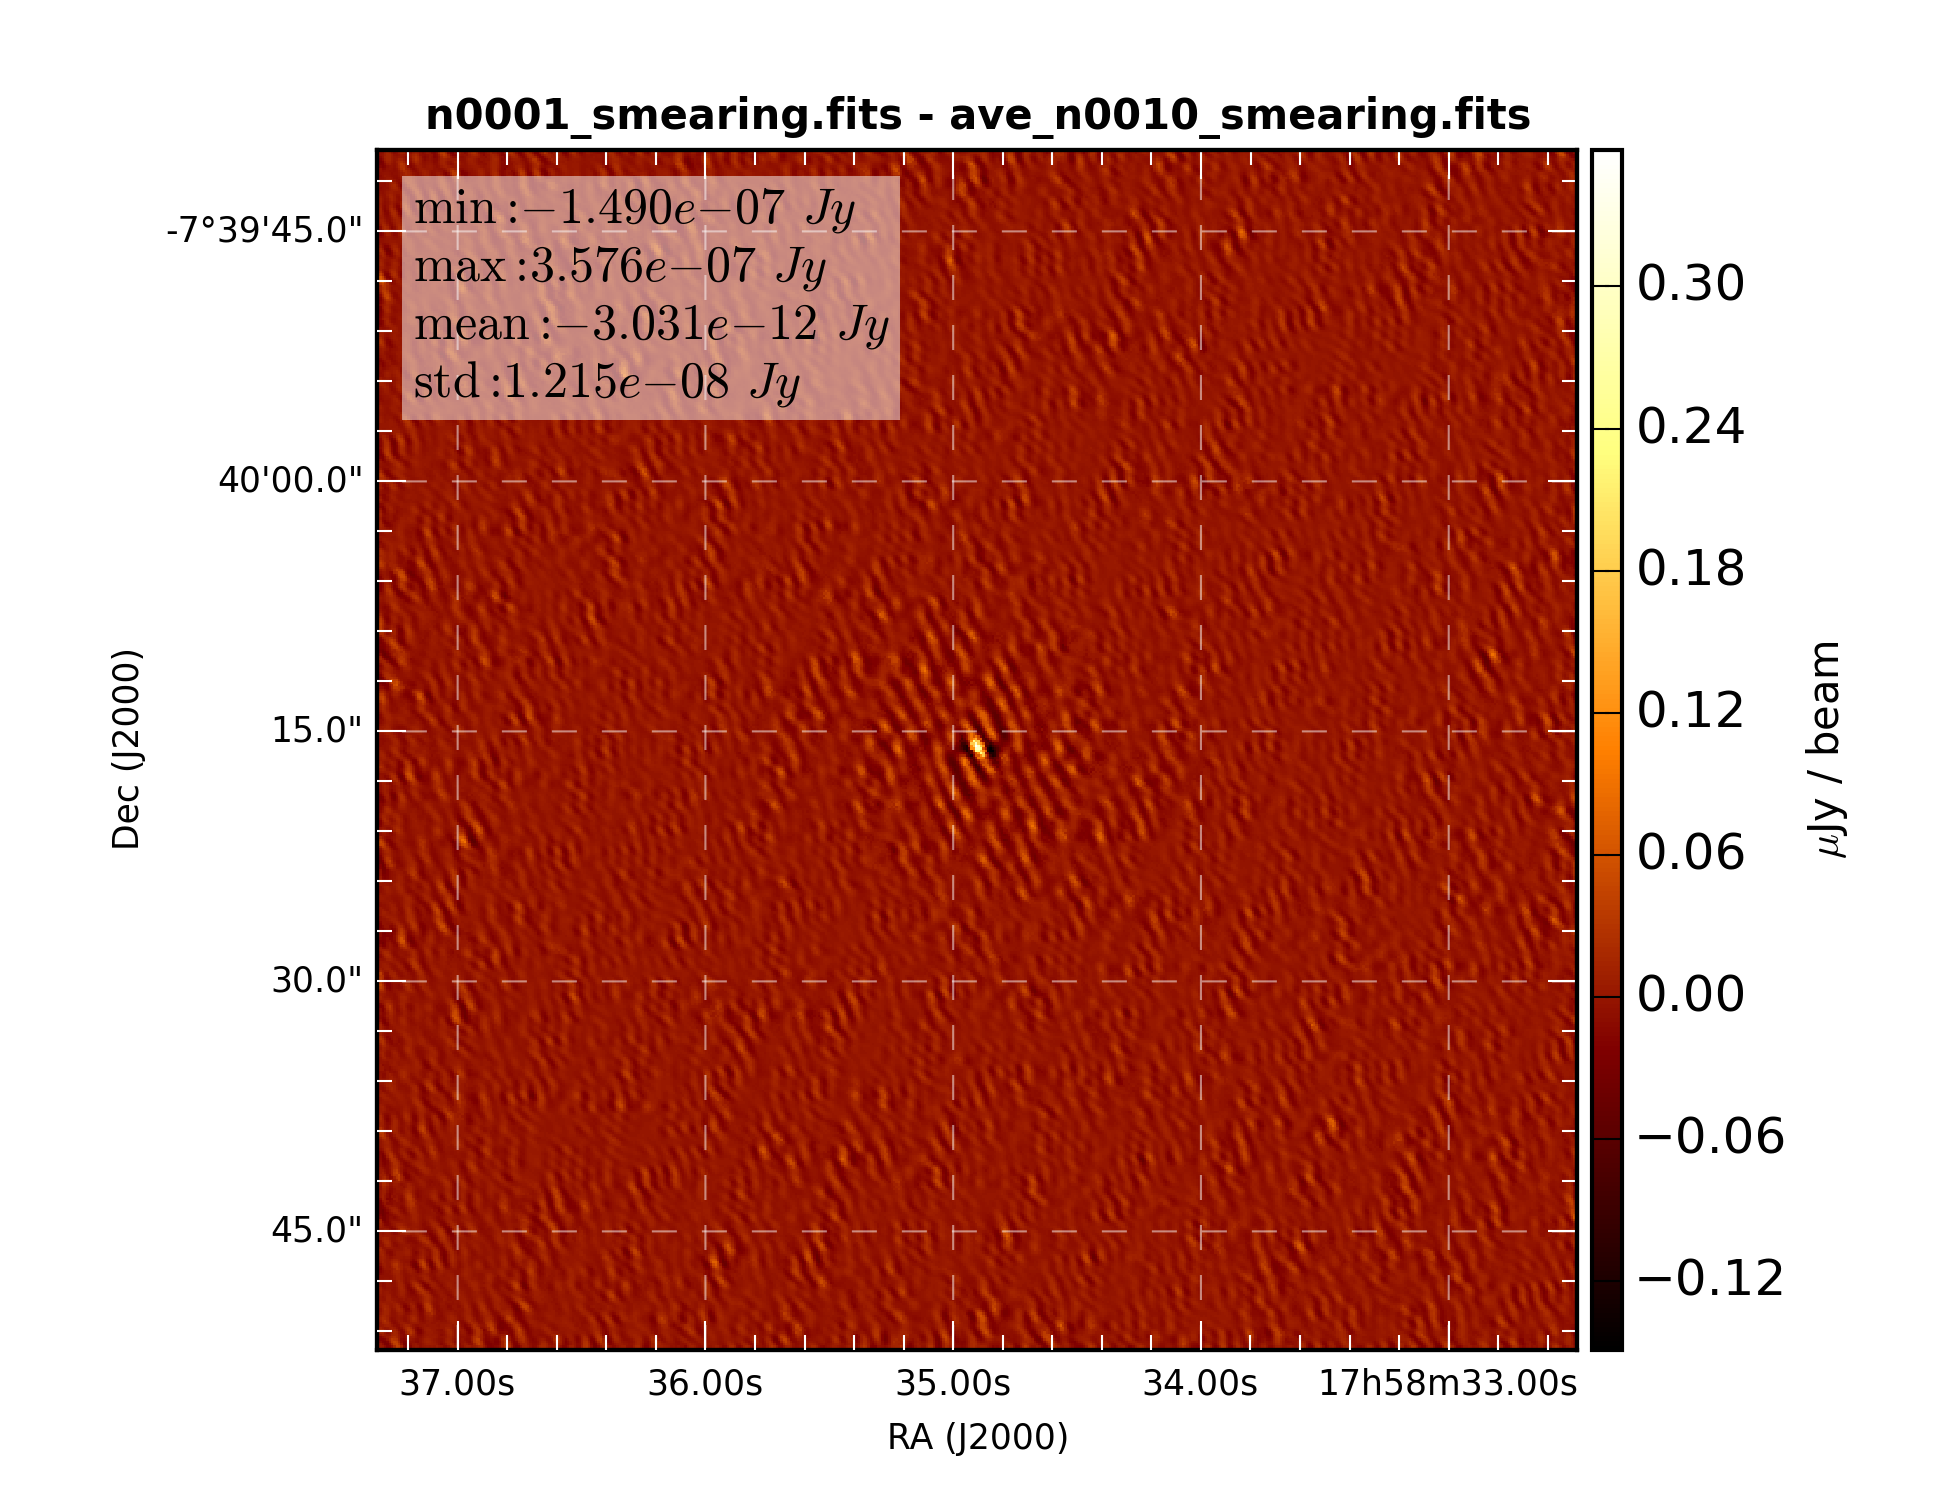 n0001_smearing.fits - ave_n0010_smearing.fits
min :−1.490e−07 Jy
max :3.576e−07 Jy
mean :−3.031e−12 Jy
std :1.215e−08 Jy
-7°39'45.0"
40'00.0"
15.0"
30.0"
45.0"
Dec (J2000)
37.00s 36.00s 35.00s 34.00s 17h58m33.00s
RA (J2000)
0.30
0.24
0.18
0.12
0.06
0.00
−0.06
−0.12
μJy / beam